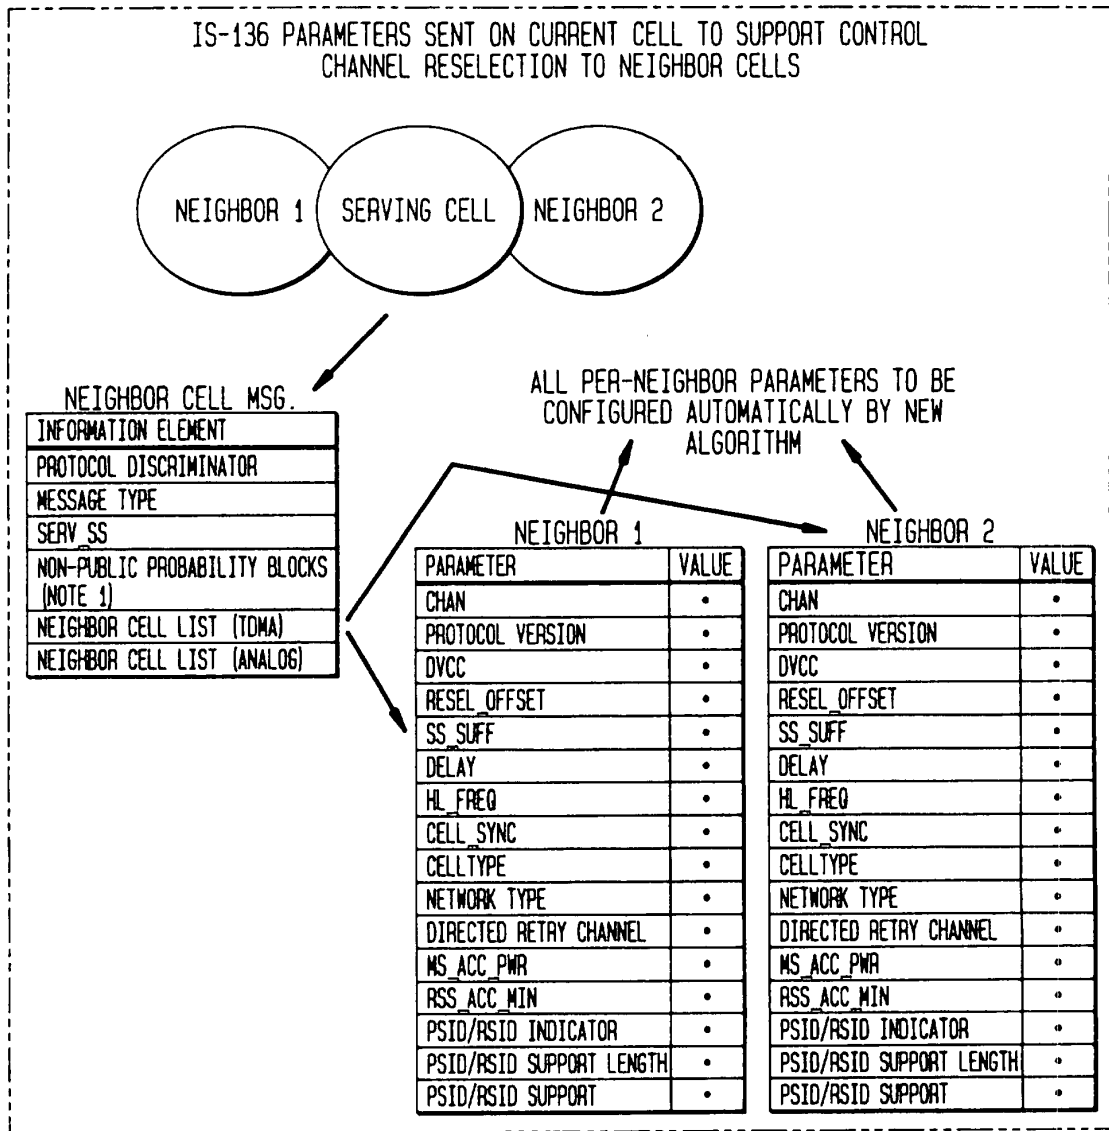 IS-136 PARAMETERS SENT ON CURRENT CELL TO SUPPORT CONTROL
CHANNEL RESELECTION TO NEIGHBOR CELLS
NEIGHBOR 1
SERVING CELL
NEIGHBOR 2
NEIGHBOR CELL MSG.
INFORMATION ELEMENT
PROTOCOL DISCRIMINATOR
MESSAGE TYPE
SERV_SS
NON-PUBLIC PROBABILITY BLOCKS
(NOTE 1)
NEIGHBOR CELL LIST (TDMA)
NEIGHBOR CELL LIST (ANALOG)
ALL PER-NEIGHBOR PARAMETERS TO BE
CONFIGURED AUTOMATICALLY BY NEW
ALGORITHM
NEIGHBOR 1
PARAMETER VALUE
CHAN •
PROTOCOL VERSION •
DVCC •
RESEL_OFFSET •
SS_SUFF •
DELAY •
HL_FREQ •
CELL_SYNC •
CELLTYPE •
NETWORK TYPE •
DIRECTED RETRY CHANNEL •
MS_ACC_PWR •
RSS_ACC_MIN •
PSID/RSID INDICATOR •
PSID/RSID SUPPORT LENGTH •
PSID/RSID SUPPORT •
NEIGHBOR 2
PARAMETER VALUE
CHAN •
PROTOCOL VERSION •
DVCC •
RESEL_OFFSET •
SS_SUFF •
DELAY •
HL_FREQ •
CELL_SYNC •
CELLTYPE •
NETWORK TYPE •
DIRECTED RETRY CHANNEL •
MS_ACC_PWR •
RSS_ACC_MIN •
PSID/RSID INDICATOR •
PSID/RSID SUPPORT LENGTH •
PSID/RSID SUPPORT •